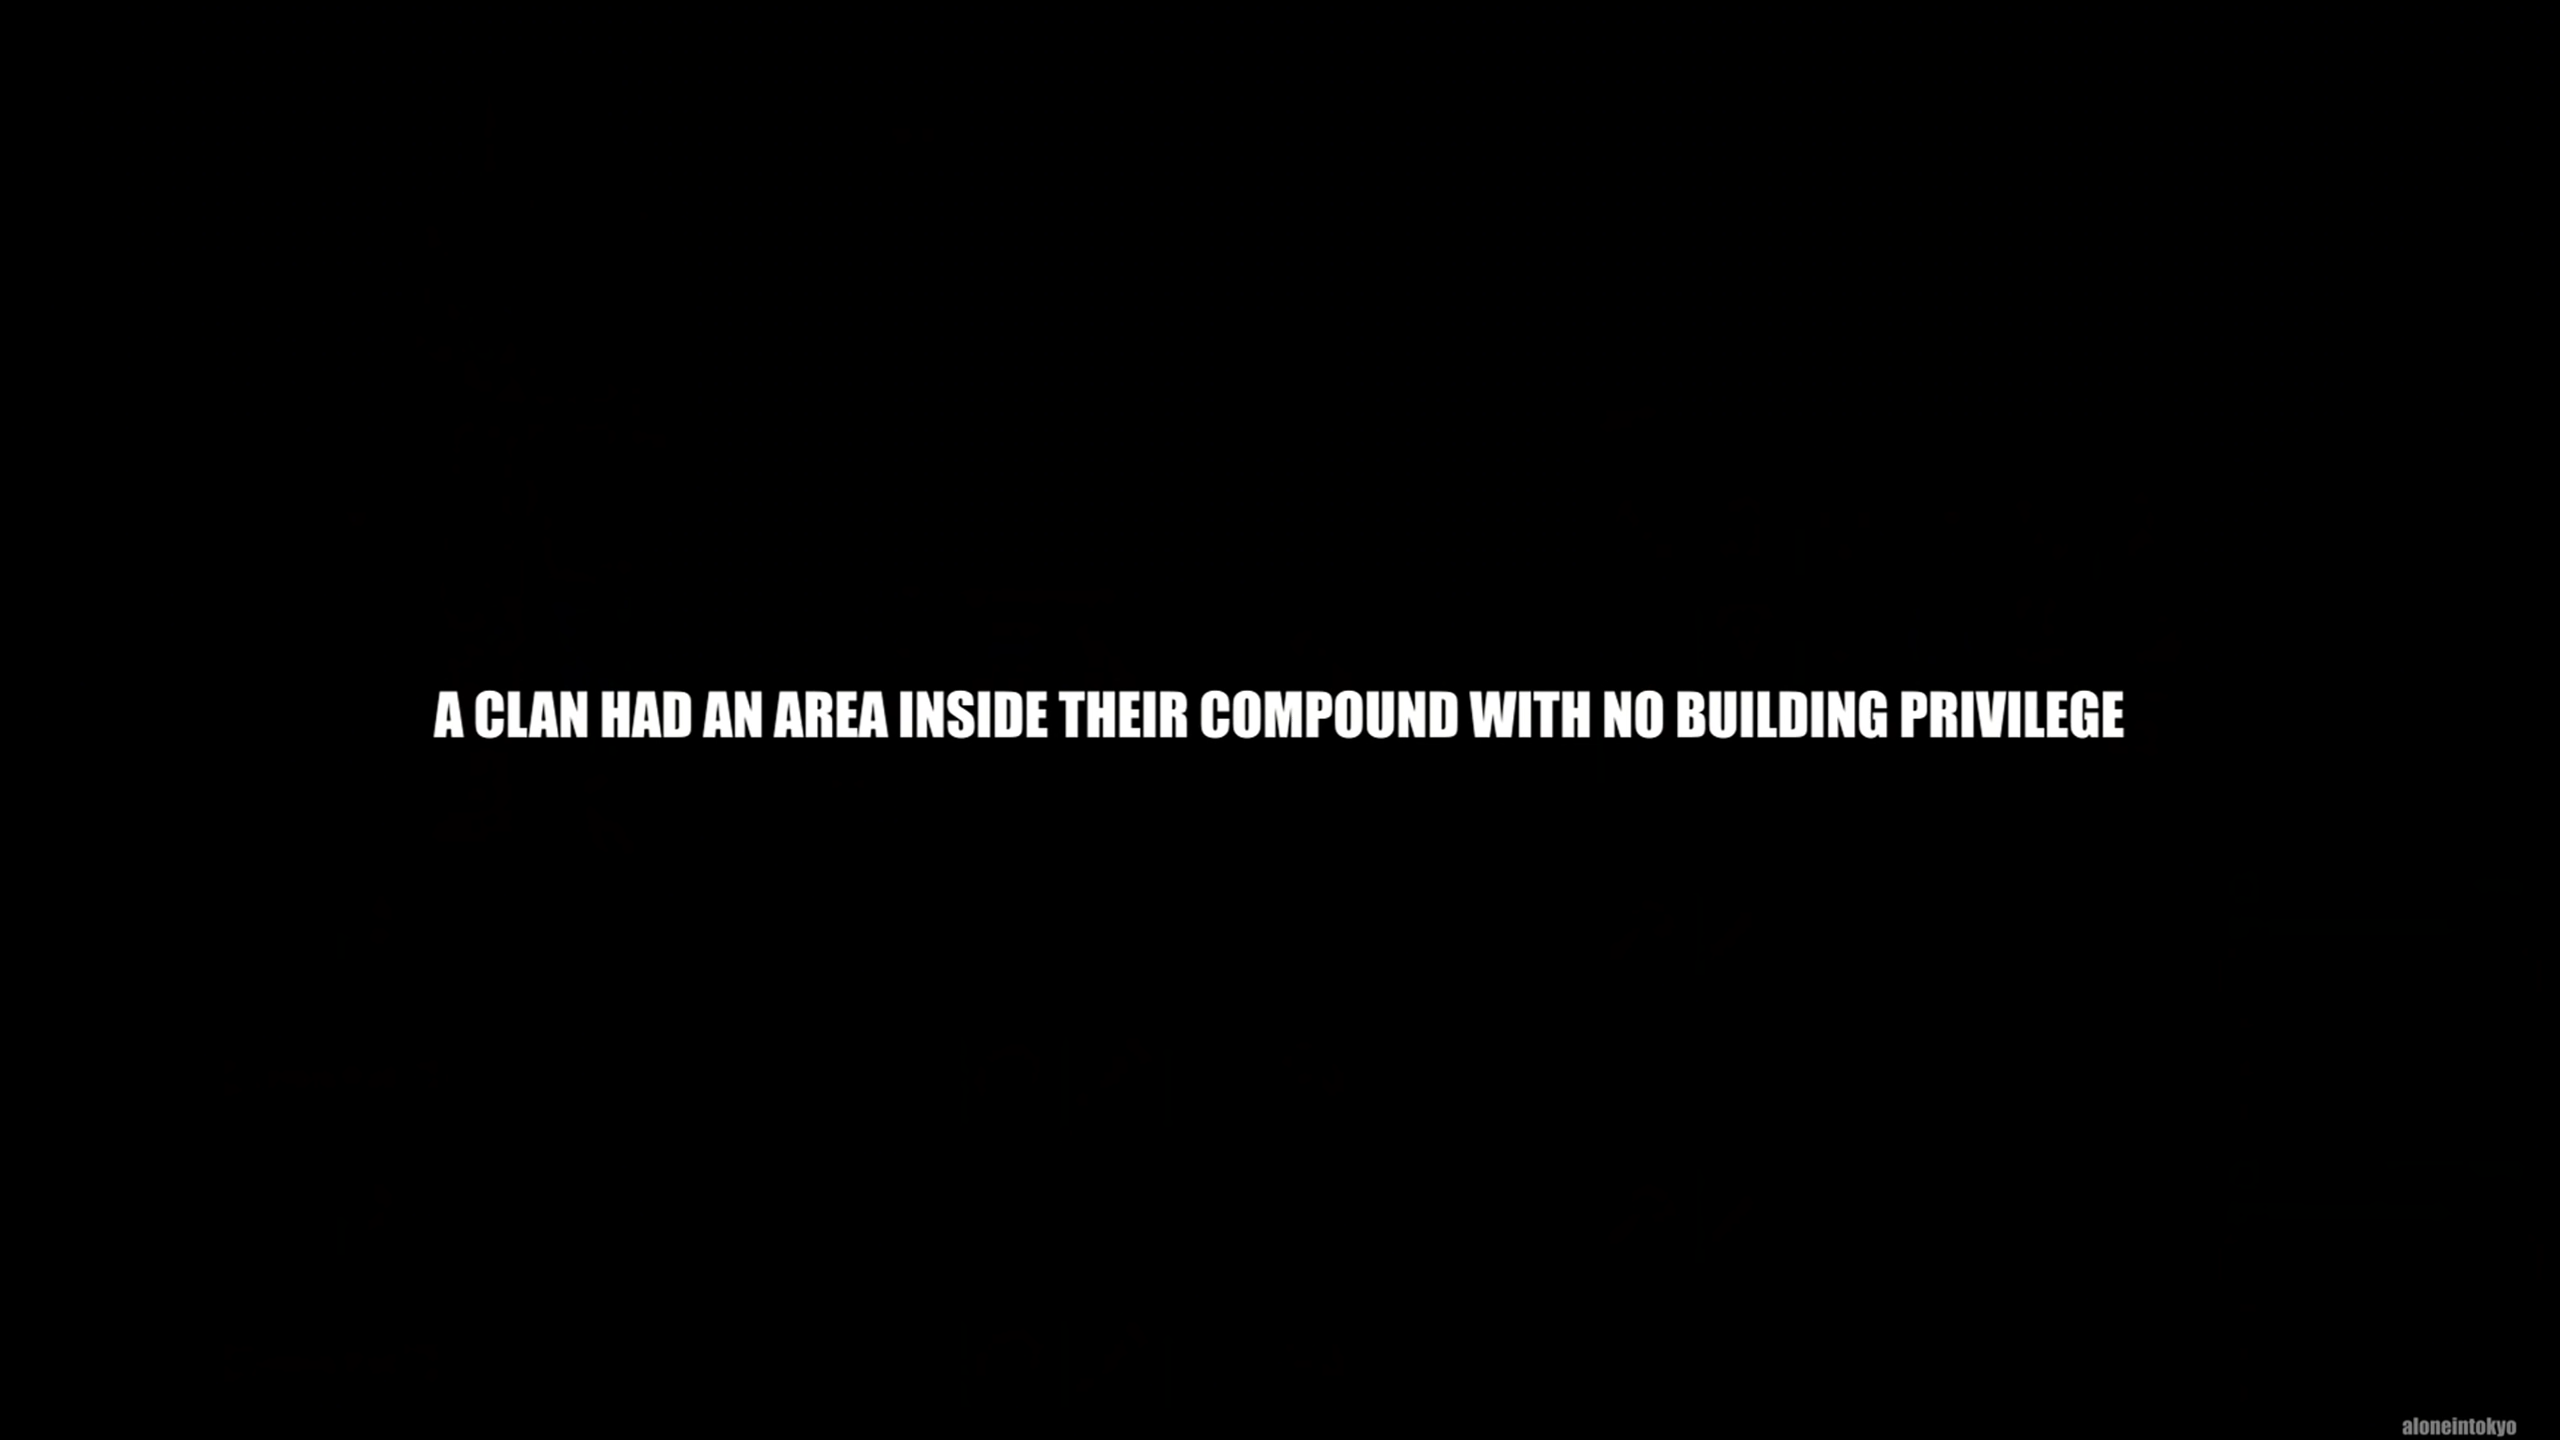 A CLAN HAD AN AREA INSIDE THEIR COMPOUND WITH NO BUILDING PRIVILEGE
aloneintokyo